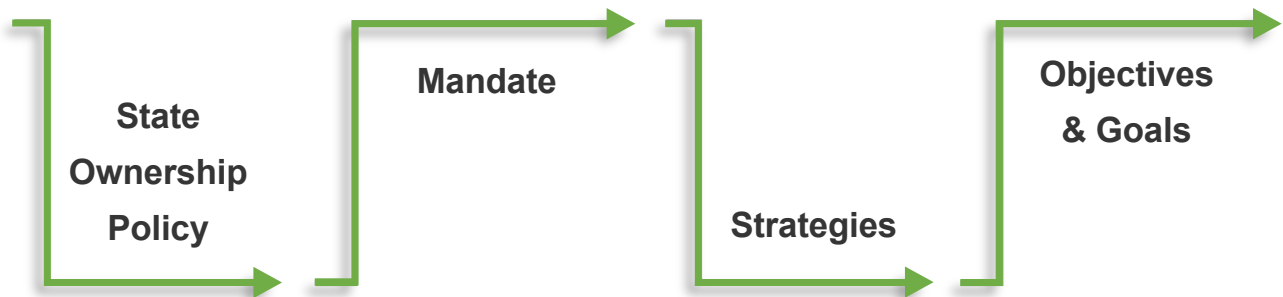 State
Ownership
Policy
Mandate
Strategies
Objectives
& Goals